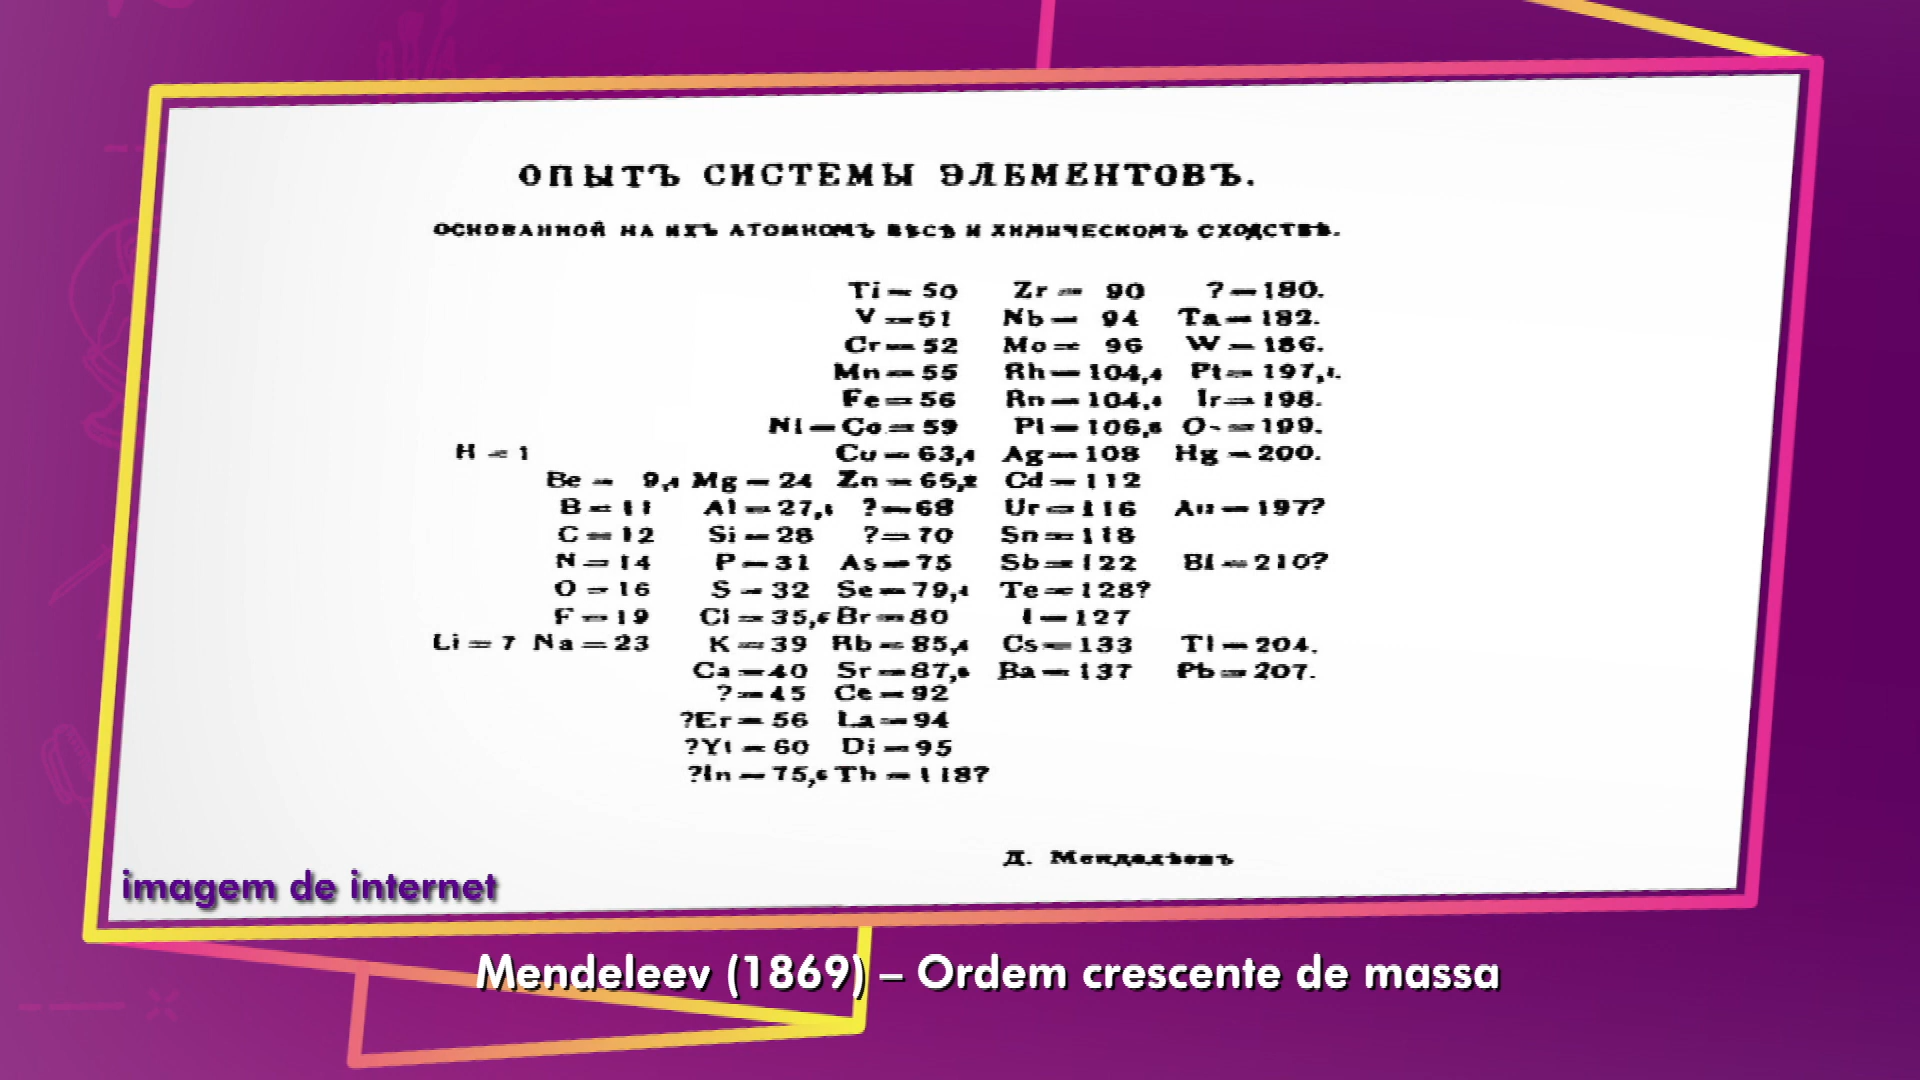 ОПЫТЪ СИСТЕМЫ ЭЛЕМЕНТОВЪ.
ОСНОВАННОЙ НА ИХЪ АТОМНОМЪ ВѢСѢ И ХИМИЧЕСКОМЪ СХОДСТВѢ.
Ti = 50 Zr = 90 ? = 180.
V = 51 Nb = 94 Ta = 182.
Cr = 52 Mo = 96 W = 186.
Mn = 55 Rh = 104,4 Pt = 197,1.
Fe = 56 Rn = 104,4 Ir = 198.
Ni = Co = 59 Pl = 106,6 O- = 199.
H = 1 Cu = 63,4 Ag = 108 Hg = 200.
Be = 9,4 Mg = 24 Zn = 65,2 Cd = 112
B = 11 Al = 27,4 ? = 68 Ur = 116 Au = 197?
C = 12 Si = 28 ? = 70 Sn = 118
N = 14 P = 31 As = 75 Sb = 122 Bi = 210?
O = 16 S = 32 Se = 79,4 Te = 128?
F = 19 Cl = 35,5 Br = 80 I = 127
Li = 7 Na = 23 K = 39 Rb = 85,4 Cs = 133 Tl = 204.
Ca = 40 Sr = 87,6 Ba = 137 Pb = 207.
? = 45 Ce = 92
?Er = 56 La = 94
?Yt = 60 Di = 95
?In = 75,6 Th = 118?
Д. Менделѣевъ
imagem de internet
Mendeleev (1869) – Ordem crescente de massa